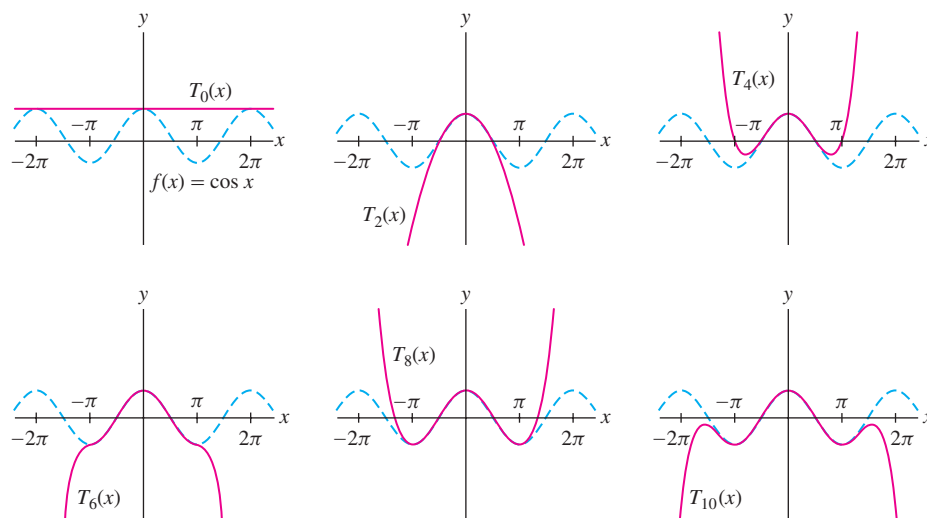 y
T₀(x)
−π π x
−2π 2π
f(x) = cos x
y
−π π x
−2π 2π
T₂(x)
y
T₄(x)
−π π x
−2π 2π
y
−π π x
−2π 2π
T₆(x)
y
T₈(x)
−π π x
−2π 2π
y
−π π x
−2π 2π
T₁₀(x)